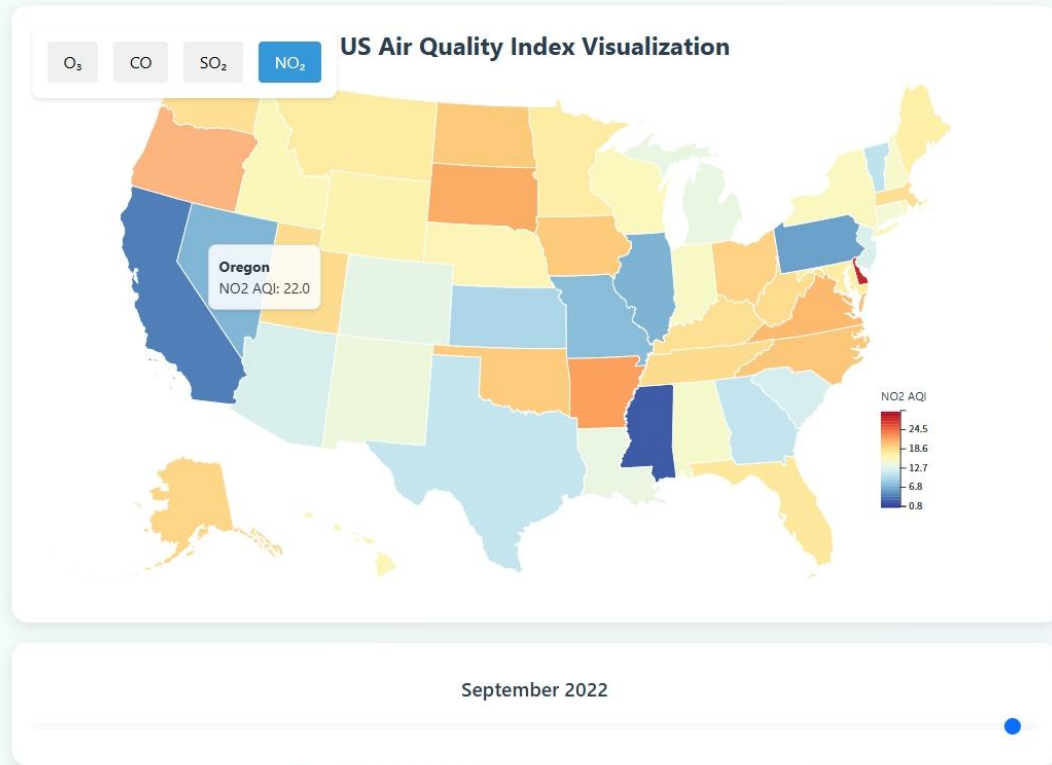 O₃ CO SO₂ NO₂
US Air Quality Index Visualization
Oregon
NO2 AQI: 22.0
NO2 AQI
24.5
18.6
12.7
6.8
0.8
September 2022